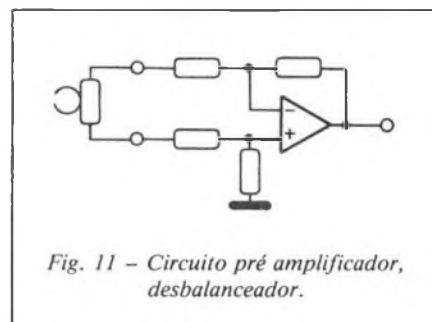 −
+
Fig. 11 – Circuito pré amplificador,
desbalanceador.